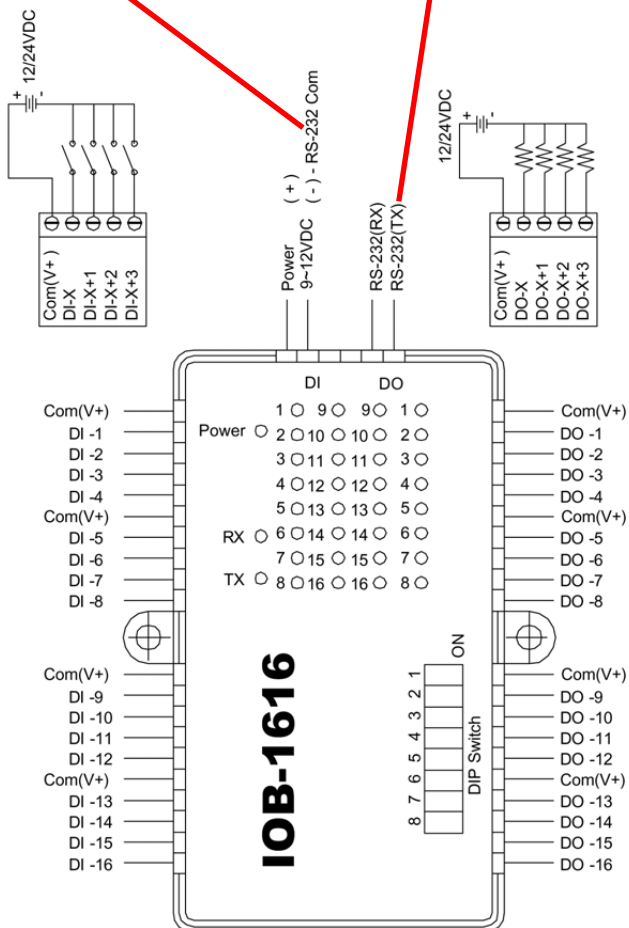 12/24VDC
+ -
Com(V+ )
DI-X
DI-X+1
DI-X+2
DI-X+3
Power ( + )
9~12VDC ( - ) - RS-232 Com
RS-232(RX)
RS-232(TX)
12/24VDC
+ -
Com(V+ )
DO-X
DO-X+1
DO-X+2
DO-X+3
DI DO
1 9 9 1
Power 2 10 10 2
3 11 11 3
4 12 12 4
5 13 13 5
RX 6 14 14 6
7 15 15 7
TX 8 16 16 8
Com(V+)
DI -1
DI -2
DI -3
DI -4
Com(V+)
DI -5
DI -6
DI -7
DI -8
Com(V+)
DI -9
DI -10
DI -11
DI -12
Com(V+)
DI -13
DI -14
DI -15
DI -16
IOB-1616
ON
1
2
3
4
5
6
7
8
DIP Switch
Com(V+)
DO -1
DO -2
DO -3
DO -4
Com(V+)
DO -5
DO -6
DO -7
DO -8
Com(V+)
DO -9
DO -10
DO -11
DO -12
Com(V+)
DO -13
DO -14
DO -15
DO -16